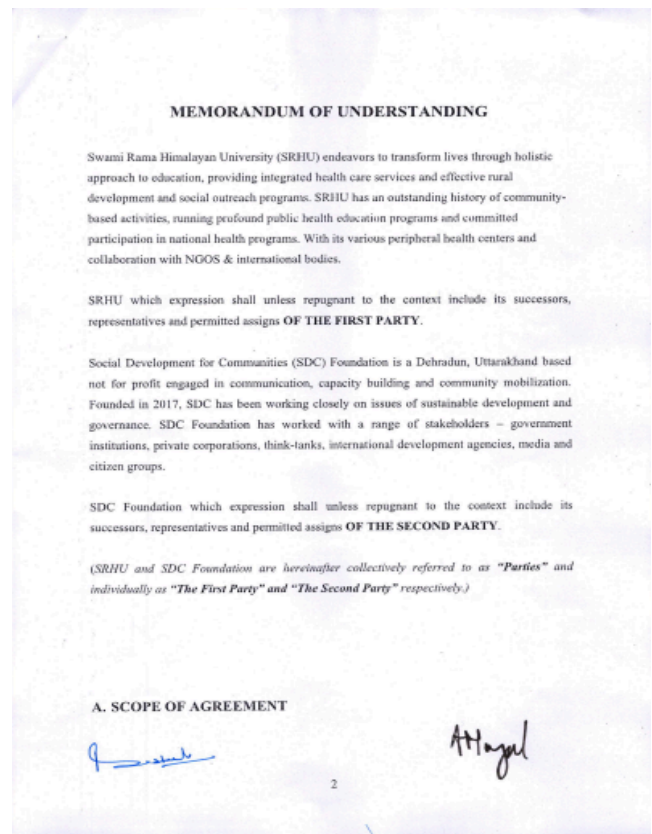 MEMORANDUM OF UNDERSTANDING
Swami Rama Himalayan University (SRHU) endeavors to transform lives through holistic
approach to education, providing integrated health care services and effective rural
development and social outreach programs. SRHU has an outstanding history of community-
based activities, running profound public health education programs and committed
participation in national health programs. With its various peripheral health centers and
collaboration with NGOS & international bodies.
SRHU which expression shall unless repugnant to the context include its successors,
representatives and permitted assigns OF THE FIRST PARTY.
Social Development for Communities (SDC) Foundation is a Dehradun, Uttarakhand based
not for profit engaged in communication, capacity building and community mobilization.
Founded in 2017, SDC has been working closely on issues of sustainable development and
governance. SDC Foundation has worked with a range of stakeholders – government
institutions, private corporations, think-tanks, international development agencies, media and
citizen groups.
SDC Foundation which expression shall unless repugnant to the context include its
successors, representatives and permitted assigns OF THE SECOND PARTY.
(SRHU and SDC Foundation are hereinafter collectively referred to as "Parties" and
individually as "The First Party" and "The Second Party" respectively.)
A. SCOPE OF AGREEMENT
2